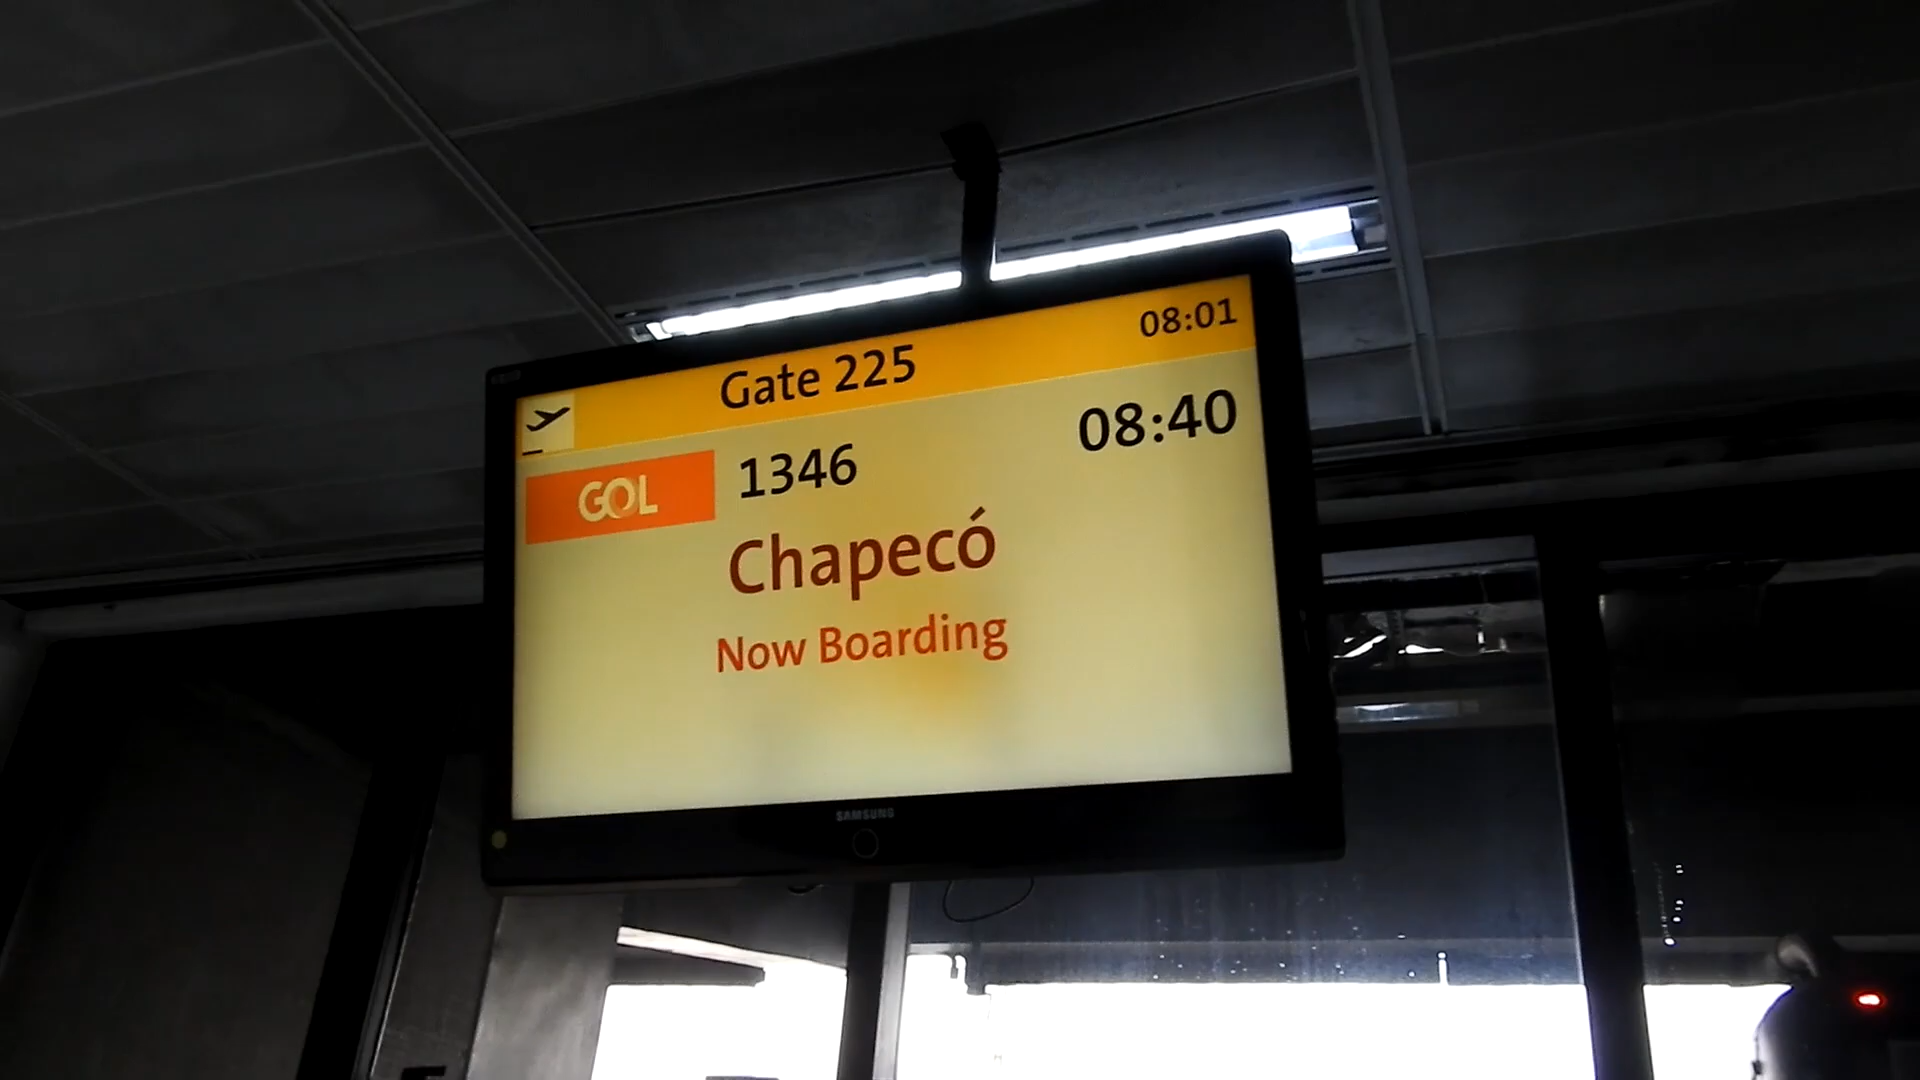 08:01
Gate 225
08:40
GOL 1346
Chapecó
Now Boarding
SAMSUNG